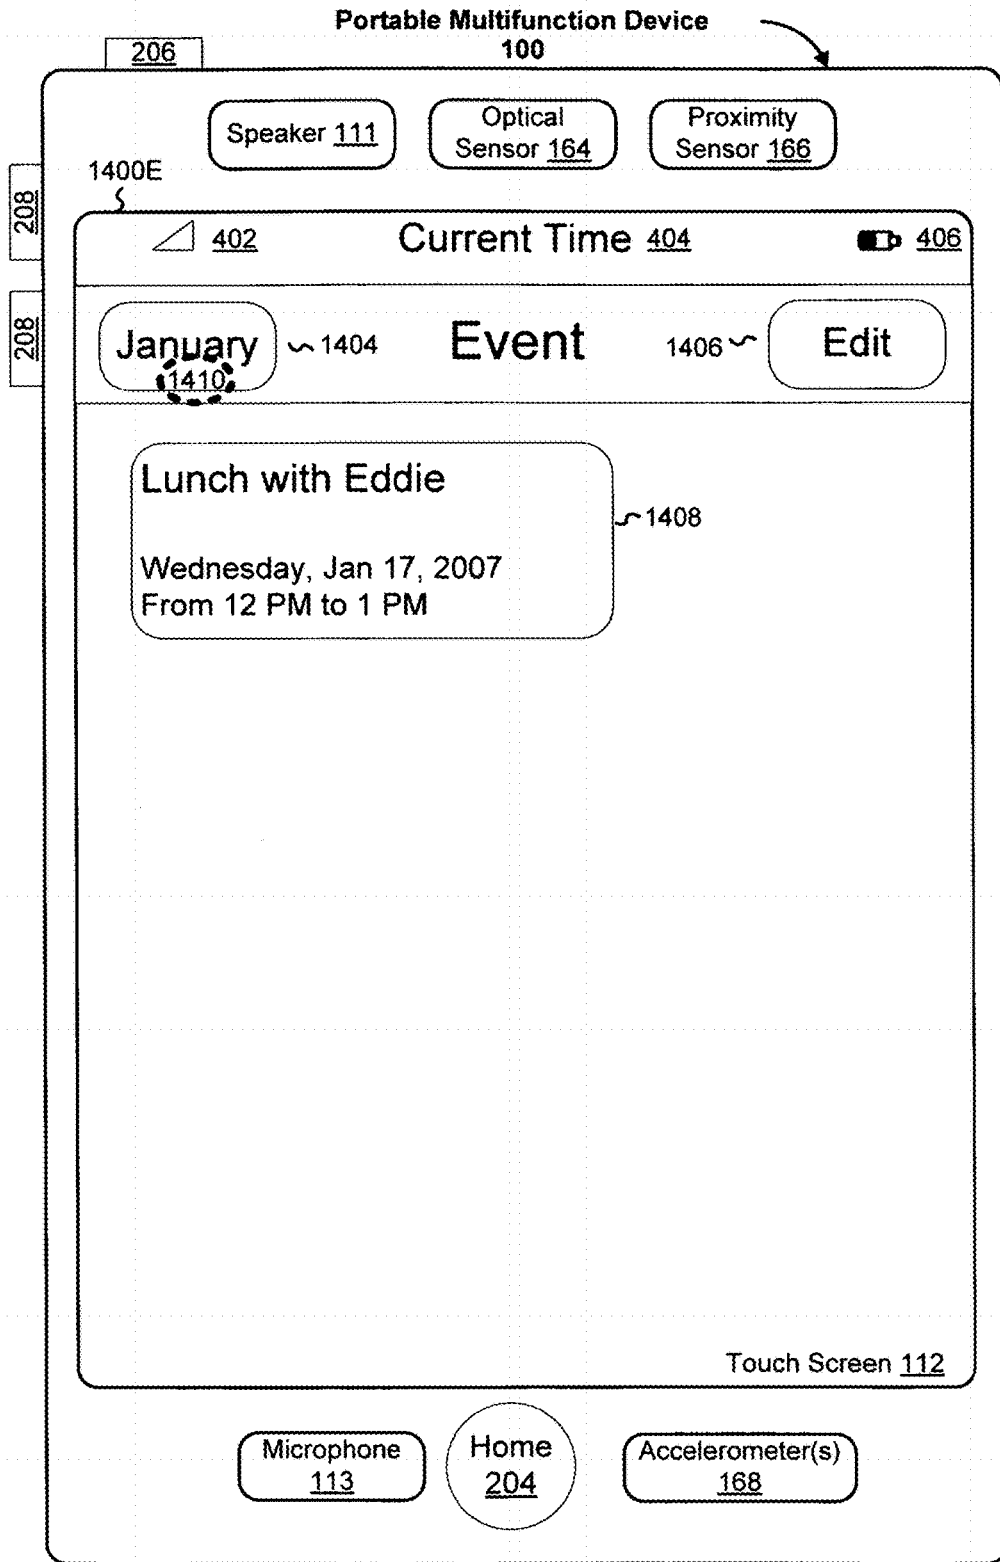 Portable Multifunction Device
100
206
Speaker 111
Optical
Sensor 164
Proximity
Sensor 166
208
1400E
402
Current Time 404
406
208
January
1404
Event
1406
Edit
1410
Lunch with Eddie
1408
Wednesday, Jan 17, 2007
From 12 PM to 1 PM
Touch Screen 112
Microphone
113
Home
204
Accelerometer(s)
168